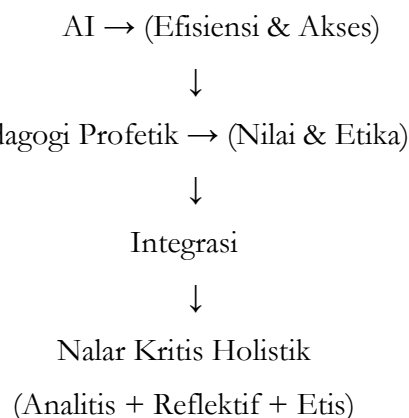 AI → (Efisiensi & Akses)
↓
lagogi Profetik → (Nilai & Etika)
↓
Integrasi
↓
Nalar Kritis Holistik
(Analitis + Reflektif + Etis)